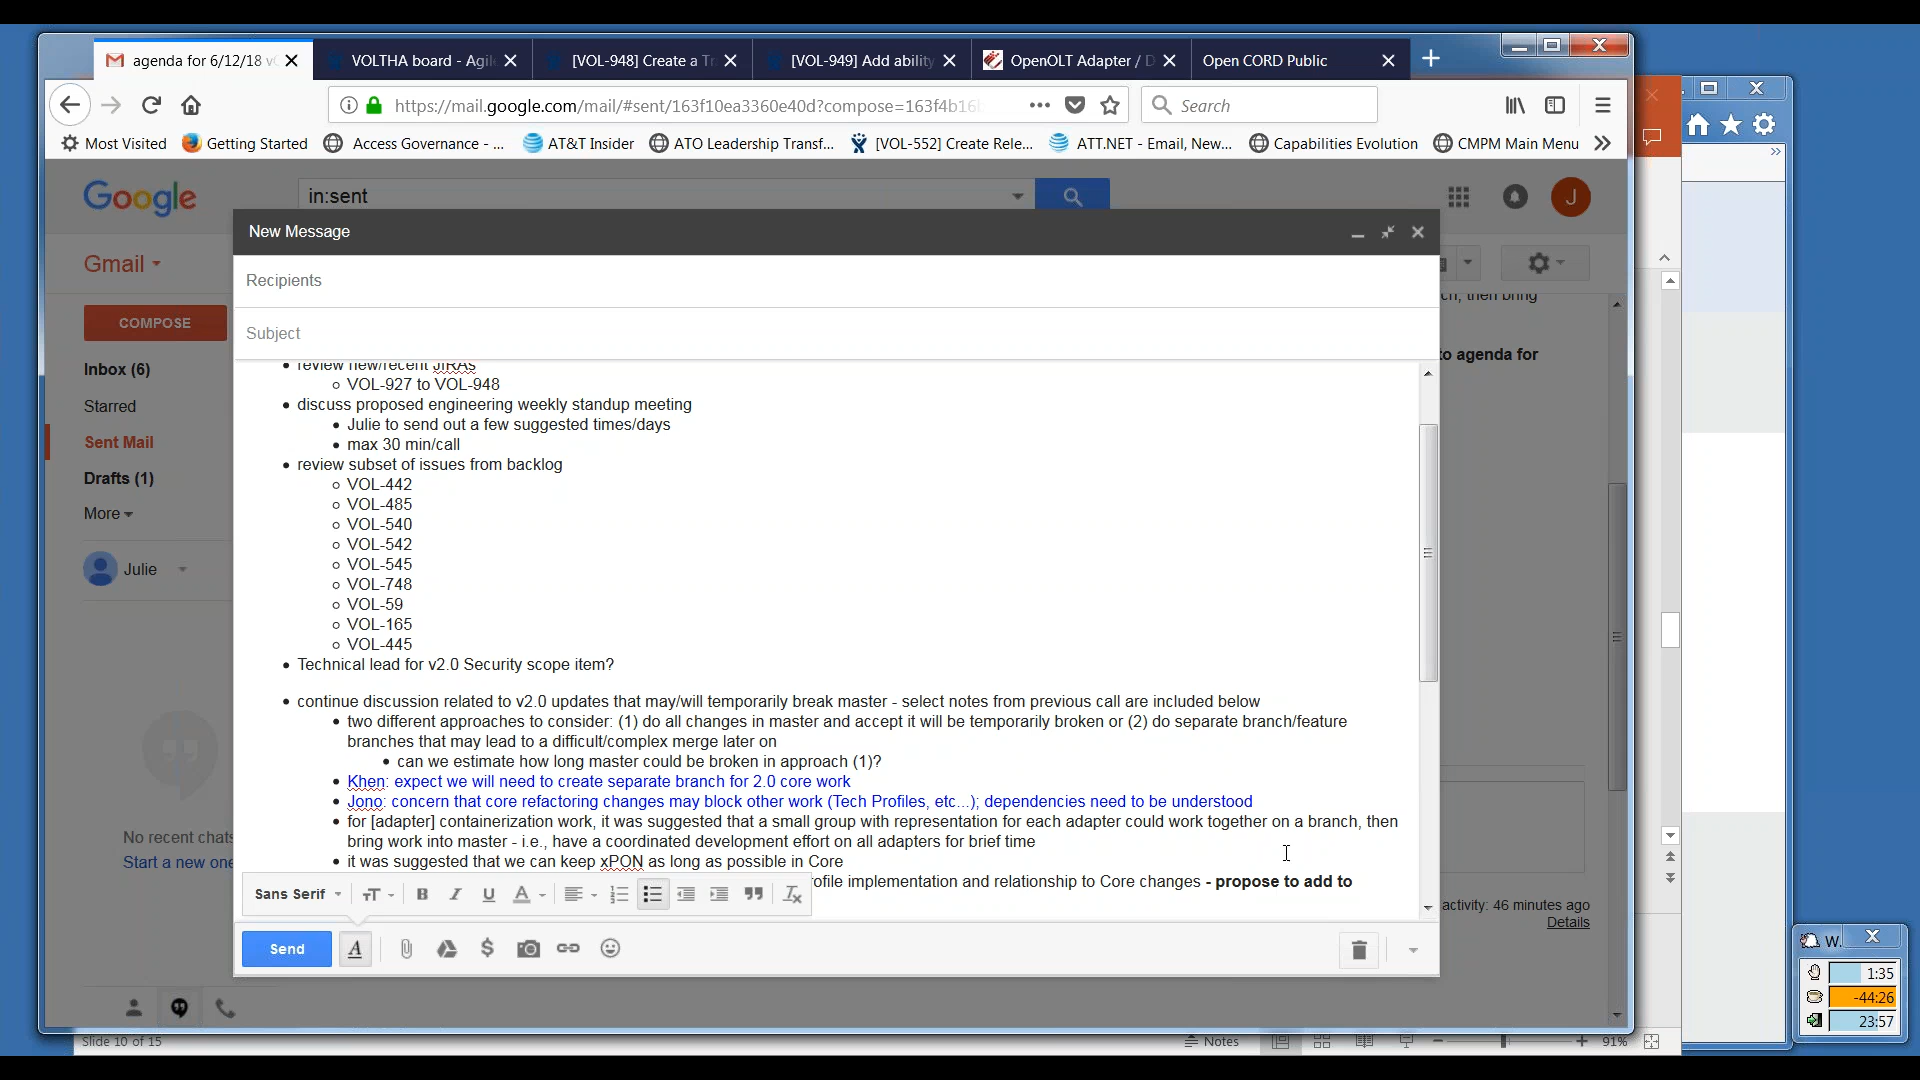 agenda for 6/12/18 v
VOLTHA board - Agil
[VOL-948] Create a T
[VOL-949] Add ability
OpenOLT Adapter / D
Open CORD Public
https://mail.google.com/mail/#sent/163f10ea3360e40d?compose=163f4b16
Search
Most Visited
Getting Started
Access Governance - ...
AT&T Insider
ATO Leadership Transf...
[VOL-552] Create Rele...
ATT.NET - Email, New...
Capabilities Evolution
CMPM Main Menu
Google
in:sent
J
New Message
Gmail
Recipients
Subject
COMPOSE
Inbox (6)
Starred
Sent Mail
Drafts (1)
More
Julie
No recent chats
Start a new one
ch, then bring
to agenda for
• review new/recent JIRAs
o VOL-927 to VOL-948
• discuss proposed engineering weekly standup meeting
• Julie to send out a few suggested times/days
• max 30 min/call
• review subset of issues from backlog
o VOL-442
o VOL-485
o VOL-540
o VOL-542
o VOL-545
o VOL-748
o VOL-59
o VOL-165
o VOL-445
• Technical lead for v2.0 Security scope item?
• continue discussion related to v2.0 updates that may/will temporarily break master - select notes from previous call are included below
• two different approaches to consider: (1) do all changes in master and accept it will be temporarily broken or (2) do separate branch/feature
branches that may lead to a difficult/complex merge later on
• can we estimate how long master could be broken in approach (1)?
• Khen: expect we will need to create separate branch for 2.0 core work
• Jono: concern that core refactoring changes may block other work (Tech Profiles, etc...); dependencies need to be understood
• for [adapter] containerization work, it was suggested that a small group with representation for each adapter could work together on a branch, then
bring work into master - i.e., have a coordinated development effort on all adapters for brief time
• it was suggested that we can keep xPON as long as possible in Core
rofile implementation and relationship to Core changes - propose to add to
Sans Serif
Send
activity: 46 minutes ago
Details
W.
1:35
-44:26
23:57
Slide 10 of 15
Notes
91%